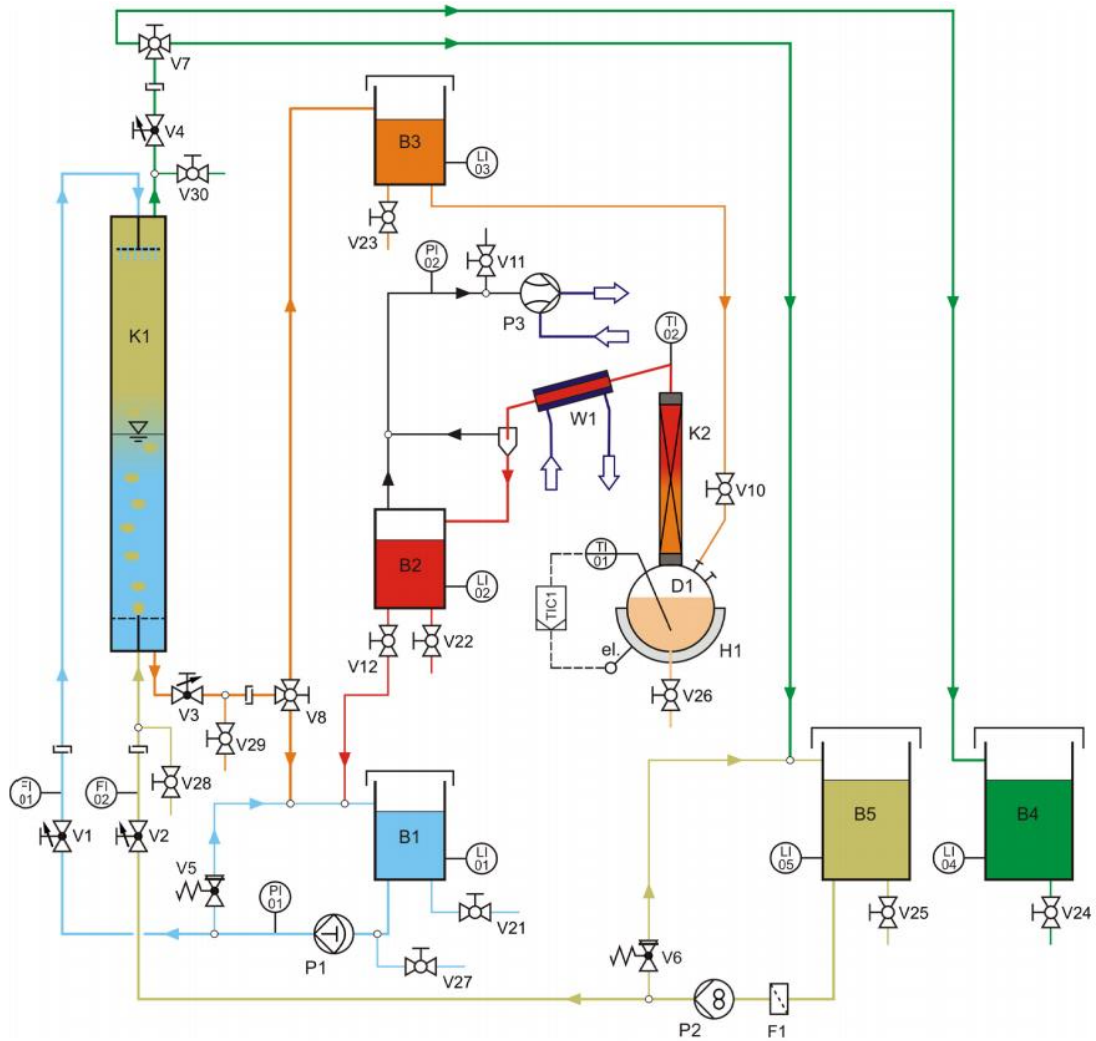 V7
V4
V30
B3
LI
03
V23
PI
02
V11
P3
TI
02
K1
W1
K2
V10
B2
LI
02
TI
01
TIC1
D1
el.
H1
V12
V22
V26
V3
V8
V29
V28
FI
01
FI
02
V1
V2
B1
LI
01
V5
PI
01
P1
V21
V27
B5
LI
05
B4
LI
04
V25
V24
V6
P2
F1